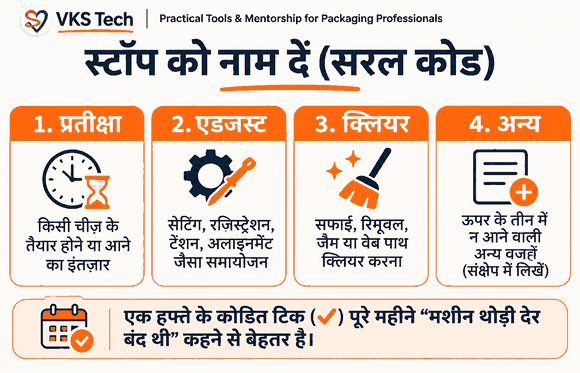 VKS Tech | Practical Tools & Mentorship for Packaging Professionals
स्टॉप को नाम दें (सरल कोड)
1. प्रतीक्षा
किसी चीज़ के
तैयार होने या आने
का इंतज़ार
2. एडजस्ट
सेटिंग, रज़िस्ट्रेशन,
टेंशन, अलाइनमेंट
जैसा समायोजन
3. क्लियर
सफाई, रिमूवल,
जैम या वेब पाथ
क्लियर करना
4. अन्य
ऊपर के तीन में
न आने वाली
अन्य वजहें
(संक्षेप में लिखें)
एक हफ्ते के कोडित टिक (✓) पूरे महीने “मशीन थोड़ी देर
बंद थी” कहने से बेहतर है।